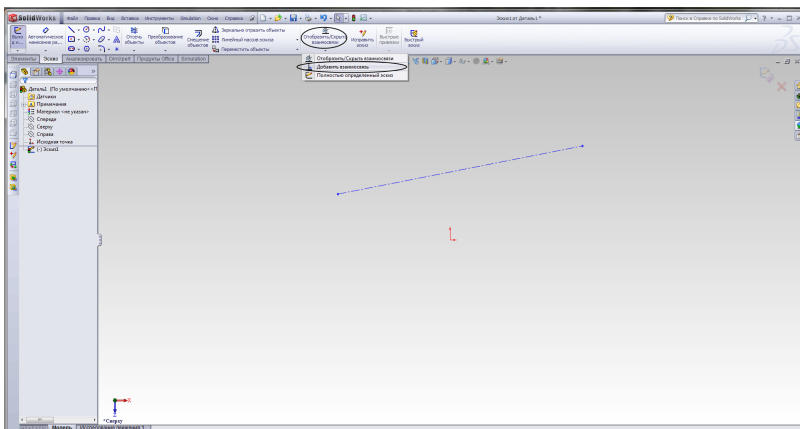 SolidWorks Файл Правка Вид Вставка Инструменты Simulation Окно Справка Эскиз1 от Деталь1 * Поиск в Справке по SolidWorks
Автоматическое нанесение ра...
Отсечь объекты
Преобразование объектов
Смещение объектов
Зеркально отразить объекты
Линейный массив эскиза
Переместить объекты
Отобразить/Скрыть взаимосвязи
Исправить эскиз
Быстрые привязки
Быстрый эскиз
Элементы Эскиз Анализировать DimXpert Продукты Office Simulation
Отобразить/Скрыть взаимосвязи
Добавить взаимосвязь
Полностью определенный эскиз
Деталь1 (По умолчанию<<П
Датчики
Примечания
Материал <не указан>
Спереди
Сверху
Справа
Исходная точка
(-) Эскиз1
X
Z
*Сверху
Модель Исследование движения 1